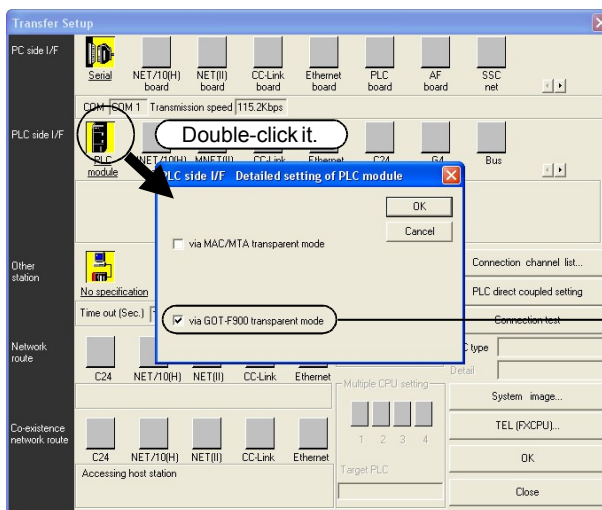 Transfer Setup
PC side I/F
Serial
NET/10(H) board
NET(II) board
CC-Link board
Ethernet board
PLC board
AF board
SSC net
COM COM 1 Transmission speed 115.2Kbps
PLC side I/F
Double-click it.
PLC module
MNET/10(H)
MNET(II)
CC-Link
Ethernet
C24
G4
Bus
PLC side I/F Detailed setting of PLC module
OK
Cancel
via MAC/MTA transparent mode
via GOT-F900 transparent mode
Other station
No specification
Time out (Sec.)
Connection channel list...
PLC direct coupled setting
Connection test
type
Detail
Network route
C24
NET/10(H)
NET(II)
CC-Link
Ethernet
Multiple CPU setting
1 2 3 4
Target PLC
System image...
TEL (FXCPU)...
OK
Close
Co-existence network route
C24
NET/10(H)
NET(II)
CC-Link
Ethernet
Accessing host station